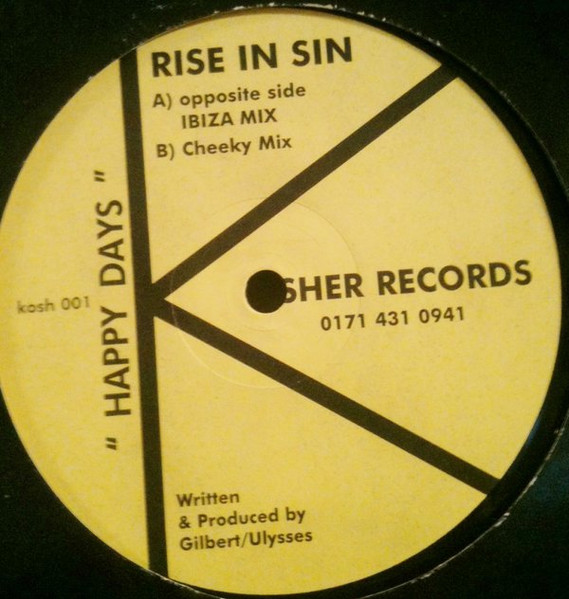 RISE IN SIN
A) opposite side
IBIZA MIX
B) Cheeky Mix
" HAPPY DAYS "
kosh 001
SHER RECORDS
0171 431 0941
Written
& Produced by
Gilbert/Ulysses